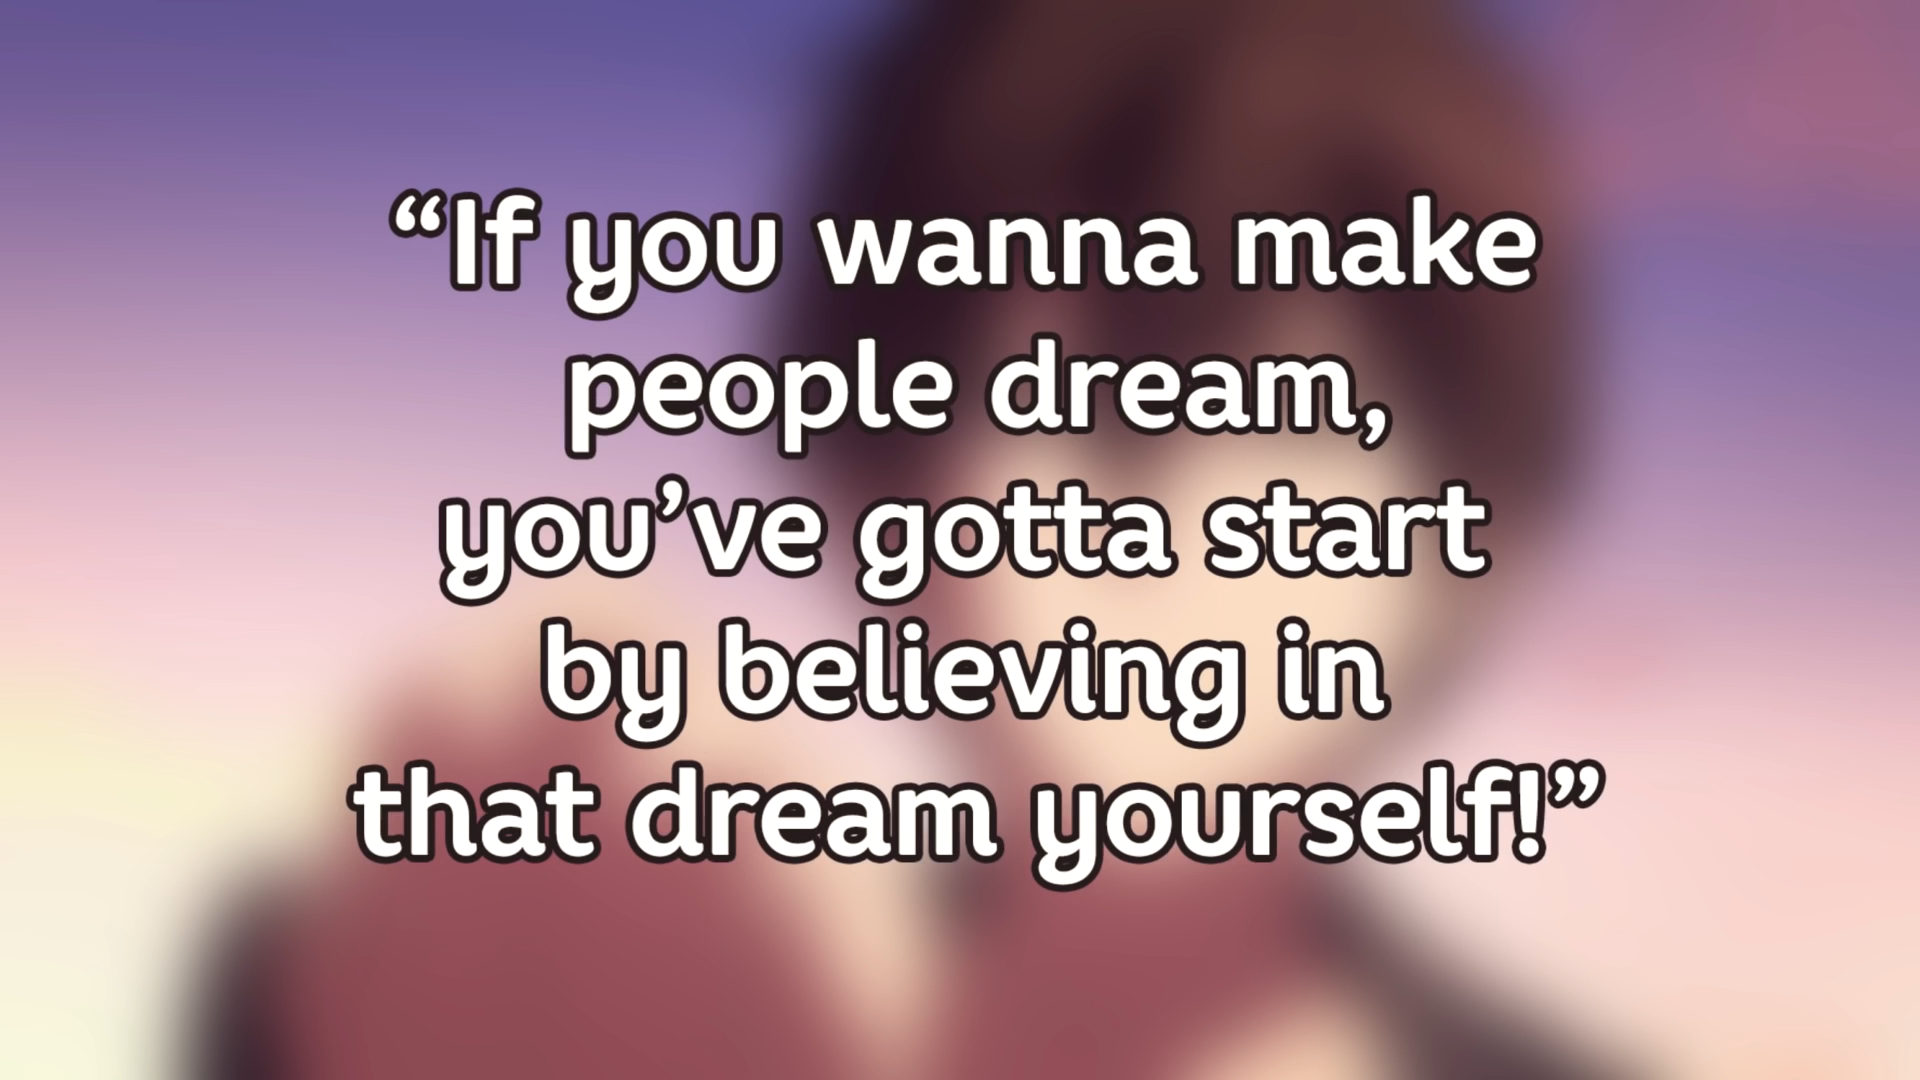 “If you wanna make
people dream,
you’ve gotta start
by believing in
that dream yourself!”